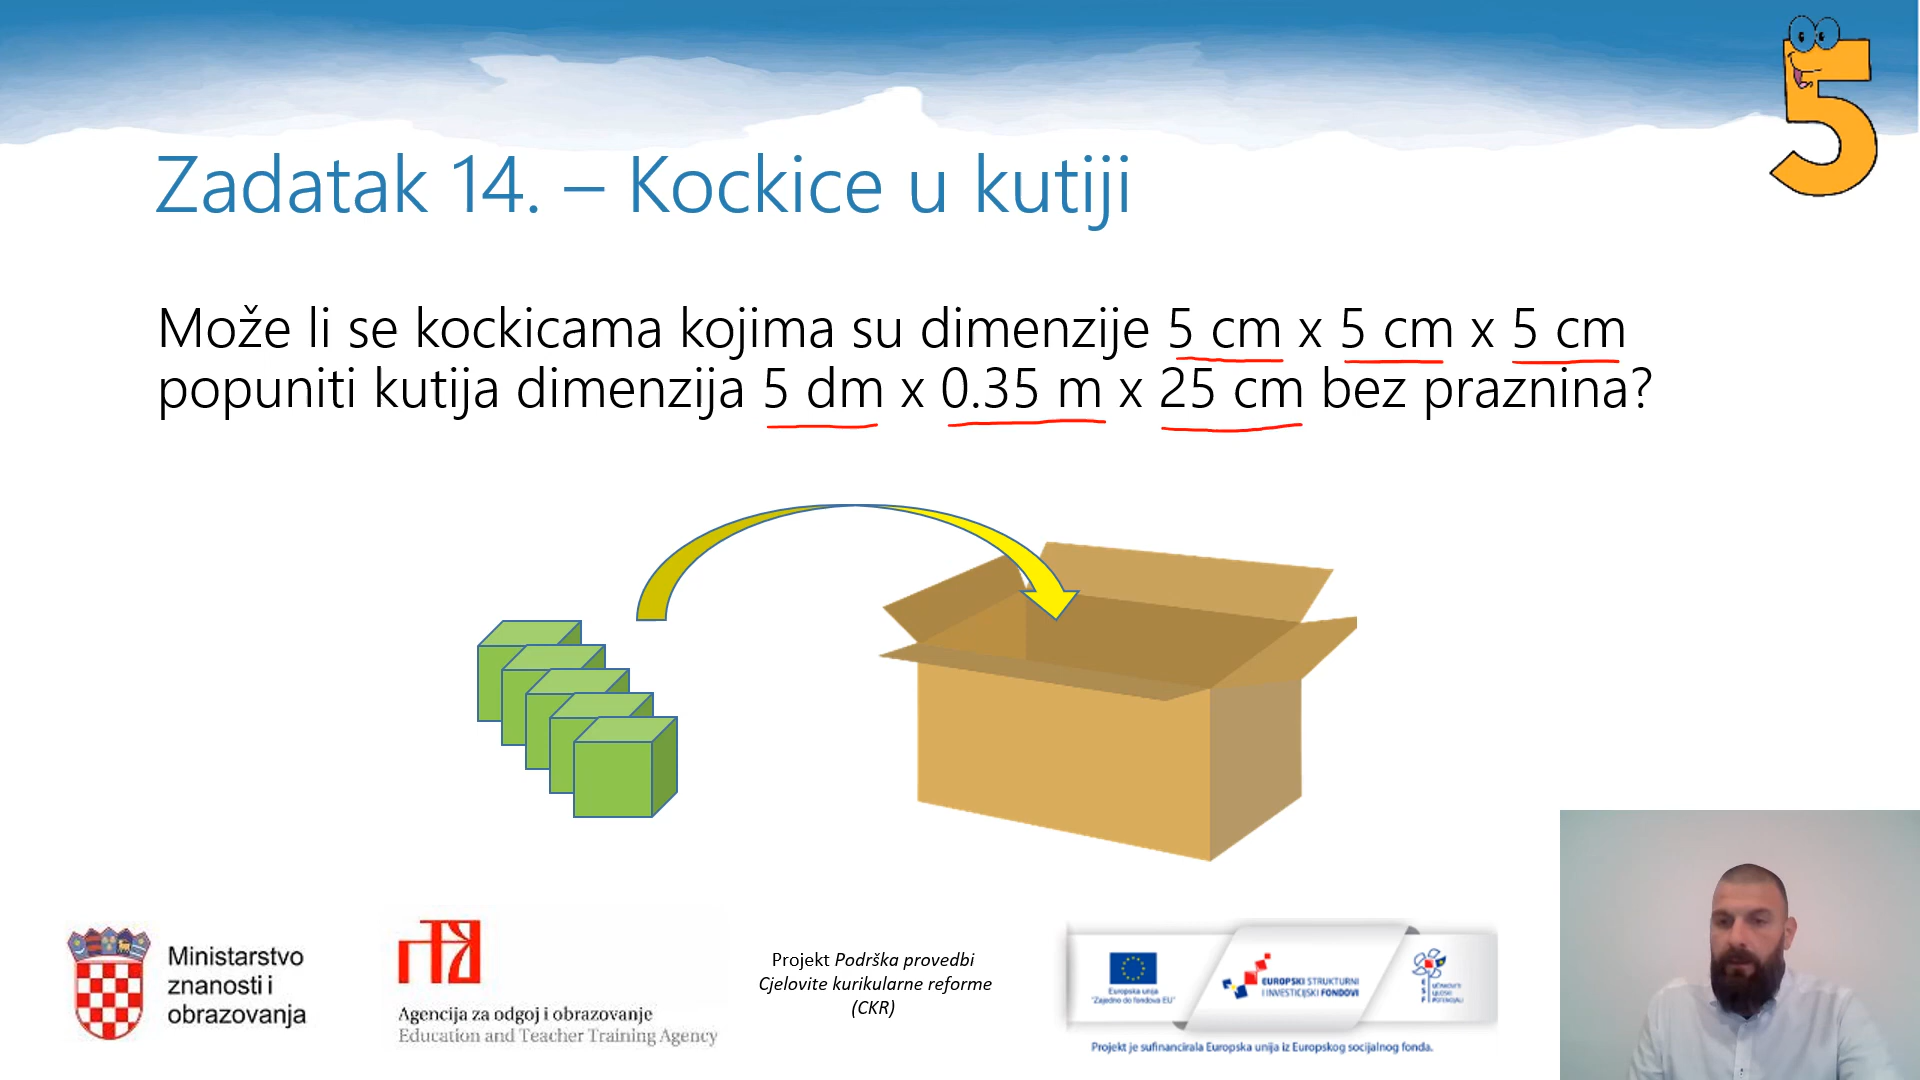 5
Zadatak 14. – Kockice u kutiji
Može li se kockicama kojima su dimenzije 5 cm x 5 cm x 5 cm
popuniti kutija dimenzija 5 dm x 0.35 m x 25 cm bez praznina?
Ministarstvo
znanosti i
obrazovanja
Agencija za odgoj i obrazovanje
Education and Teacher Training Agency
Projekt Podrška provedbi
Cjelovite kurikularne reforme
(CKR)
Europska unija
"Zajedno do fondova EU"
EUROPSKI STRUKTURNI
I INVESTICIJSKI FONDOVI
Projekt je sufinancirala Europska unija iz Europskog socijalnog fonda.